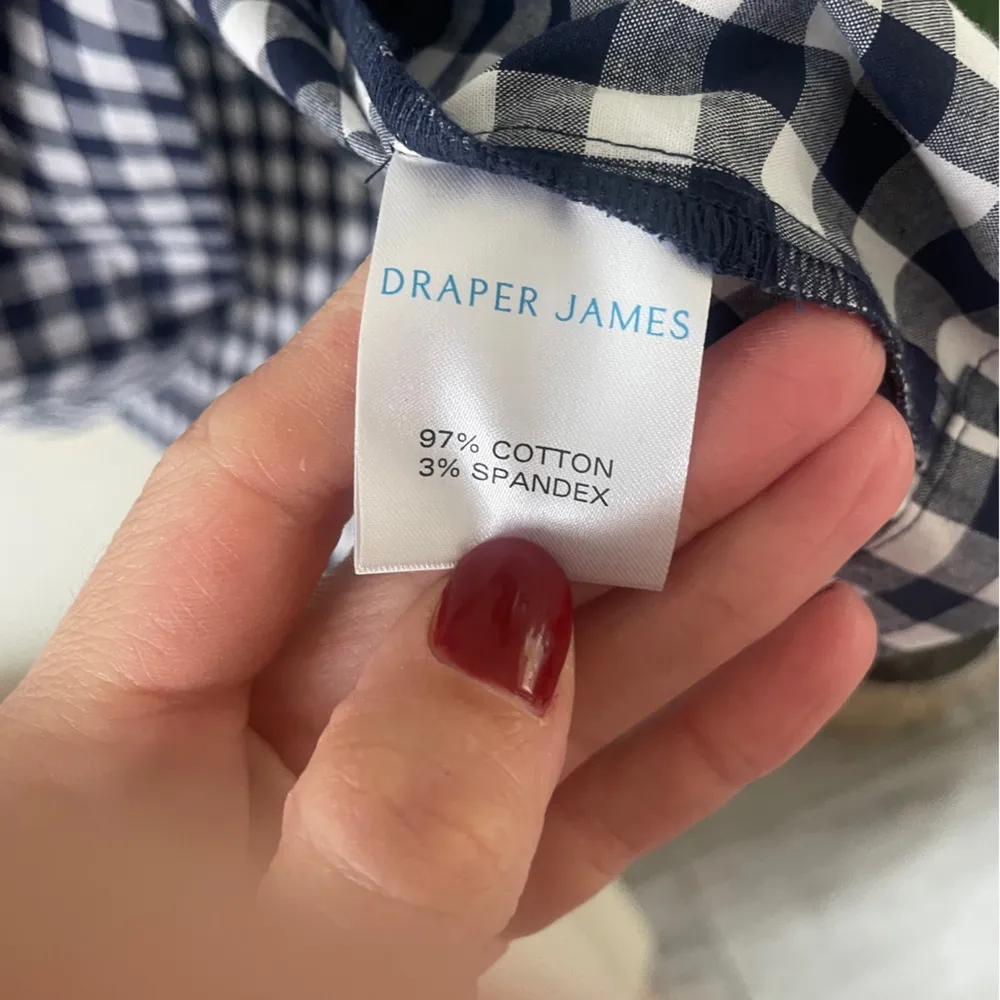 DRAPER JAMES
97% COTTON
3% SPANDEX